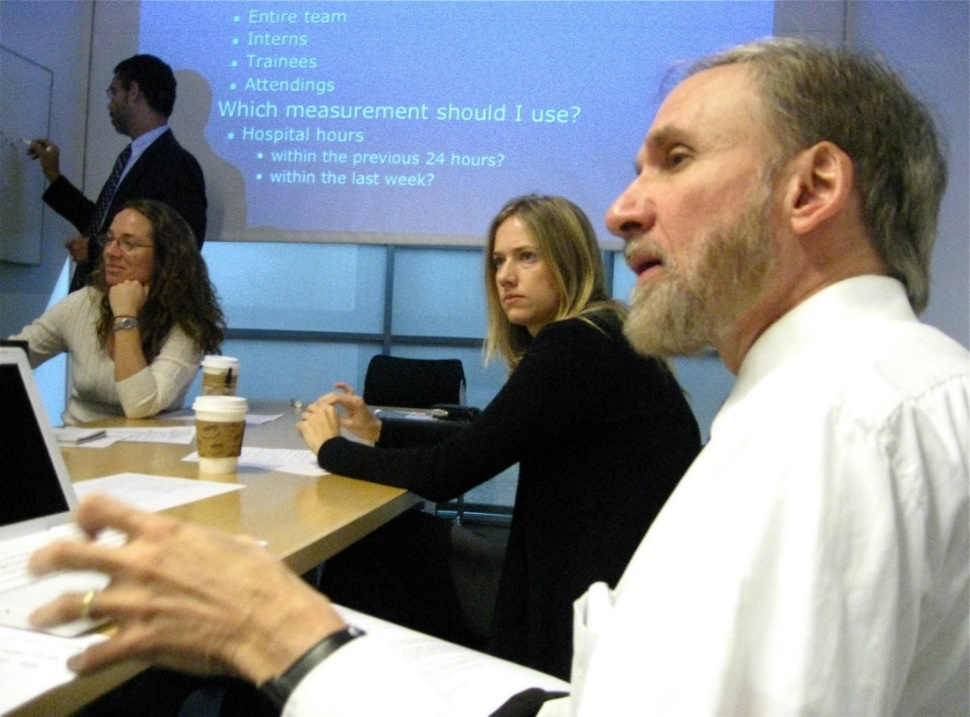 Entire team
Interns
Trainees
Attendings
Which measurement should I use?
Hospital hours
within the previous 24 hours?
within the last week?